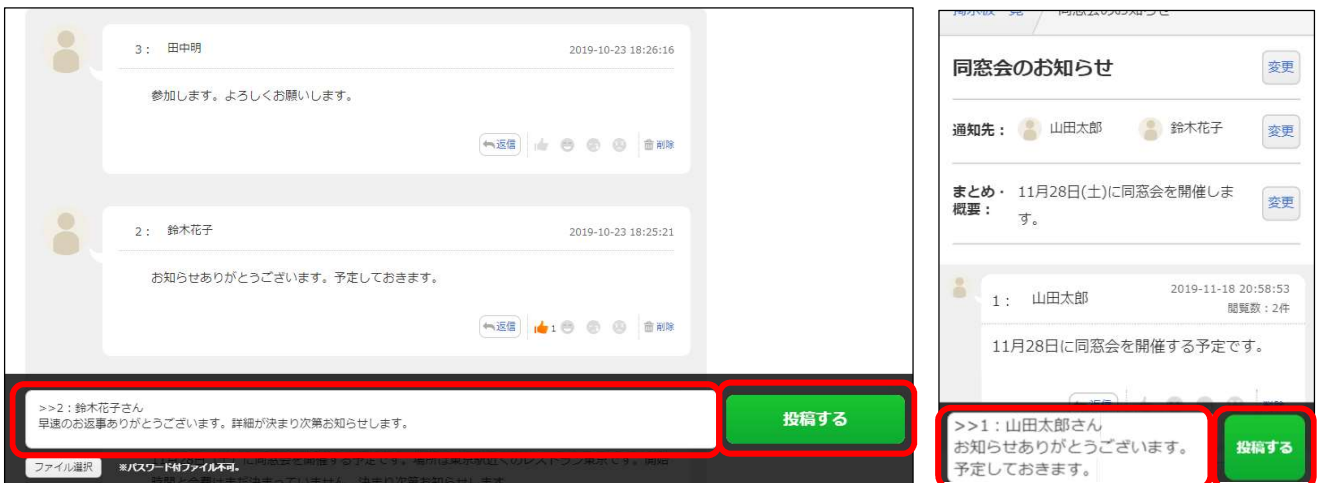 3： 田中明
2019-10-23 18:26:16
参加します。よろしくお願いします。
返信
削除
2： 鈴木花子
2019-10-23 18:25:21
お知らせありがとうございます。予定しておきます。
返信
1
削除
>>2：鈴木花子さん
早速のお返事ありがとうございます。詳細が決まり次第お知らせします。
投稿する
ファイル選択
※パスワード付ファイル不可。
同窓会のお知らせ
変更
通知先： 山田太郎 鈴木花子
変更
まとめ・概要：
11月28日(土)に同窓会を開催しま
す。
変更
1： 山田太郎
2019-11-18 20:58:53
閲覧数：2件
11月28日に同窓会を開催する予定です。
>>1：山田太郎さん
お知らせありがとうございます。
予定しておきます。
投稿する